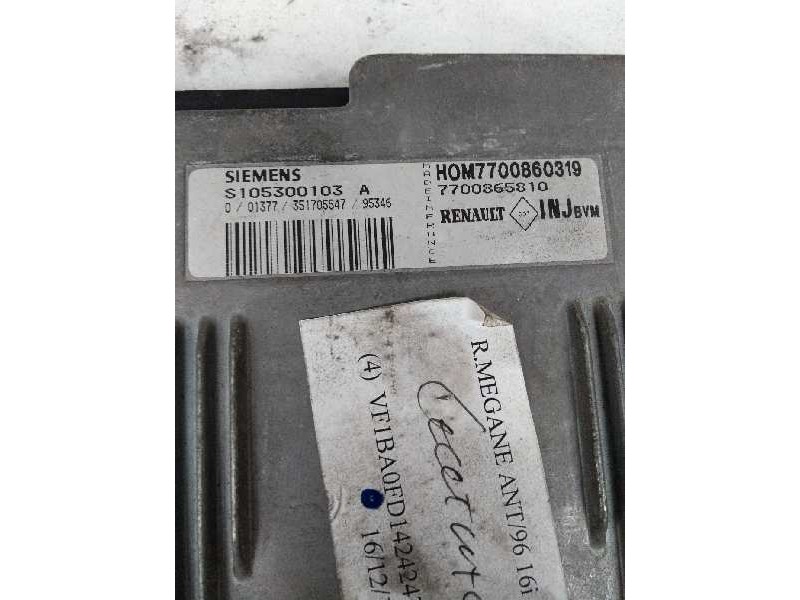 SIEMENS
S105300103 A
0 / 01377 / 351705547 / 95346
MADE IN FRANCE
HOM7700860319
7700865810
RENAULT INJ BVM
R.MEGANE ANT/96 16i
(4) VF1BA0ED142424
16/12/